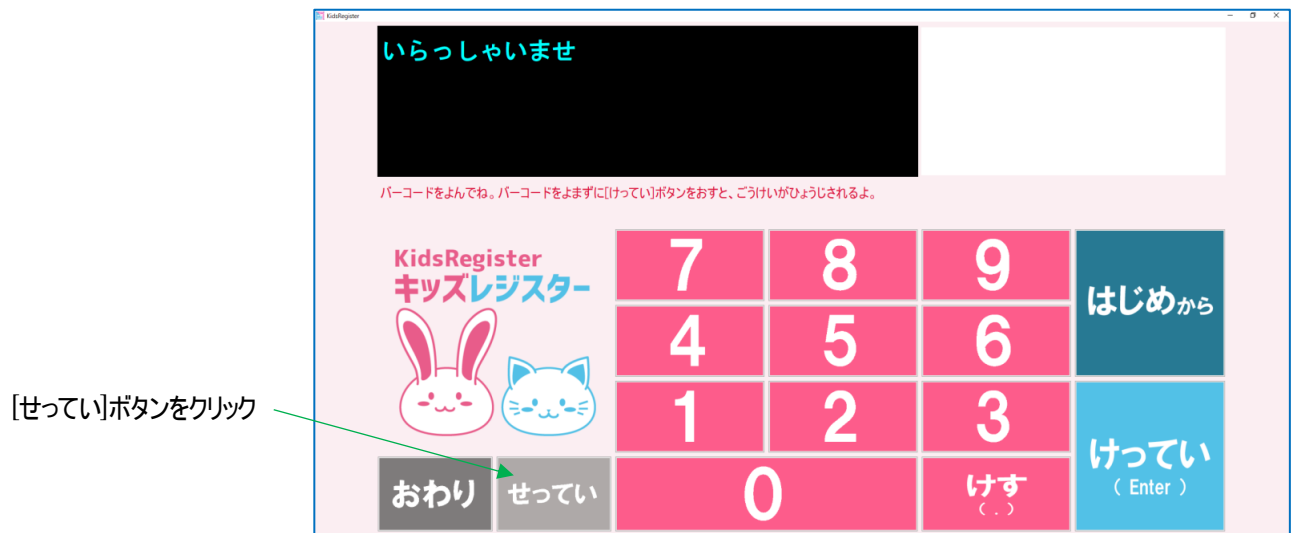 KidsRegister
いらっしゃいませ
バーコードをよんでね。バーコードをよまずに[けってい]ボタンをおすと、ごうけいがひょうじされるよ。
KidsRegister
キッズレジスター
7
8
9
はじめから
4
5
6
[せってい]ボタンをクリック
1
2
3
けってい
( Enter )
おわり
せってい
0
けす
( . )